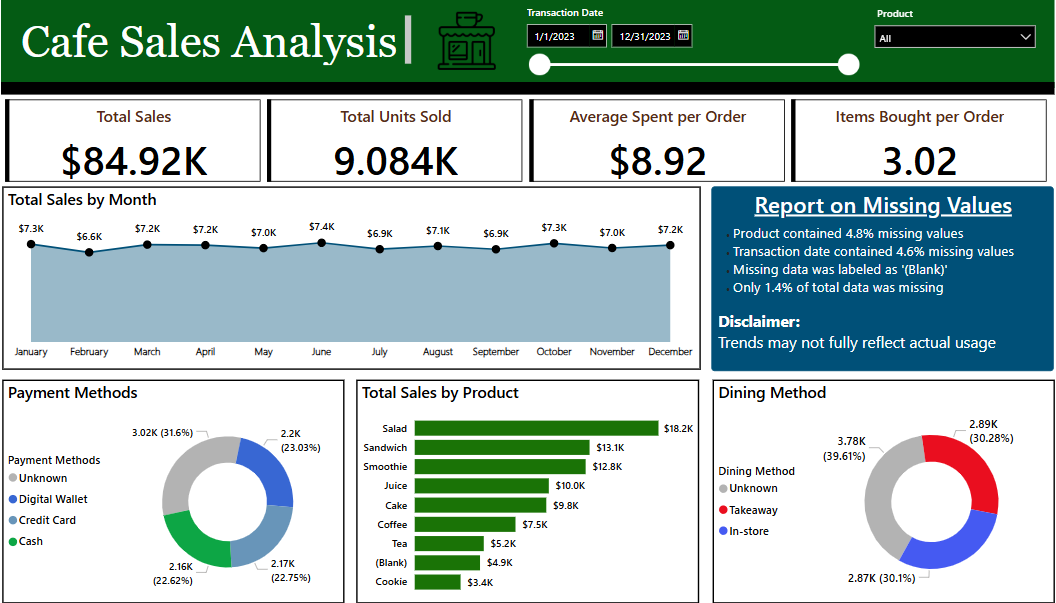 Cafe Sales Analysis
Transaction Date
1/1/2023
12/31/2023
Product
All
Total Sales
$84.92K
Total Units Sold
9.084K
Average Spent per Order
$8.92
Items Bought per Order
3.02
Total Sales by Month
$7.3K
$6.6K
$7.2K
$7.2K
$7.0K
$7.4K
$6.9K
$7.1K
$6.9K
$7.3K
$7.0K
$7.2K
January
February
March
April
May
June
July
August
September
October
November
December
Report on Missing Values
Product contained 4.8% missing values
Transaction date contained 4.6% missing values
Missing data was labeled as '(Blank)'
Only 1.4% of total data was missing
Disclaimer:
Trends may not fully reflect actual usage
Payment Methods
Payment Methods
Unknown
Digital Wallet
Credit Card
Cash
3.02K (31.6%)
2.2K
(23.03%)
2.17K
(22.75%)
2.16K
(22.62%)
Total Sales by Product
Salad $18.2K
Sandwich $13.1K
Smoothie $12.8K
Juice $10.0K
Cake $9.8K
Coffee $7.5K
Tea $5.2K
(Blank) $4.9K
Cookie $3.4K
Dining Method
Dining Method
Unknown
Takeaway
In-store
3.78K
(39.61%)
2.89K
(30.28%)
2.87K (30.1%)